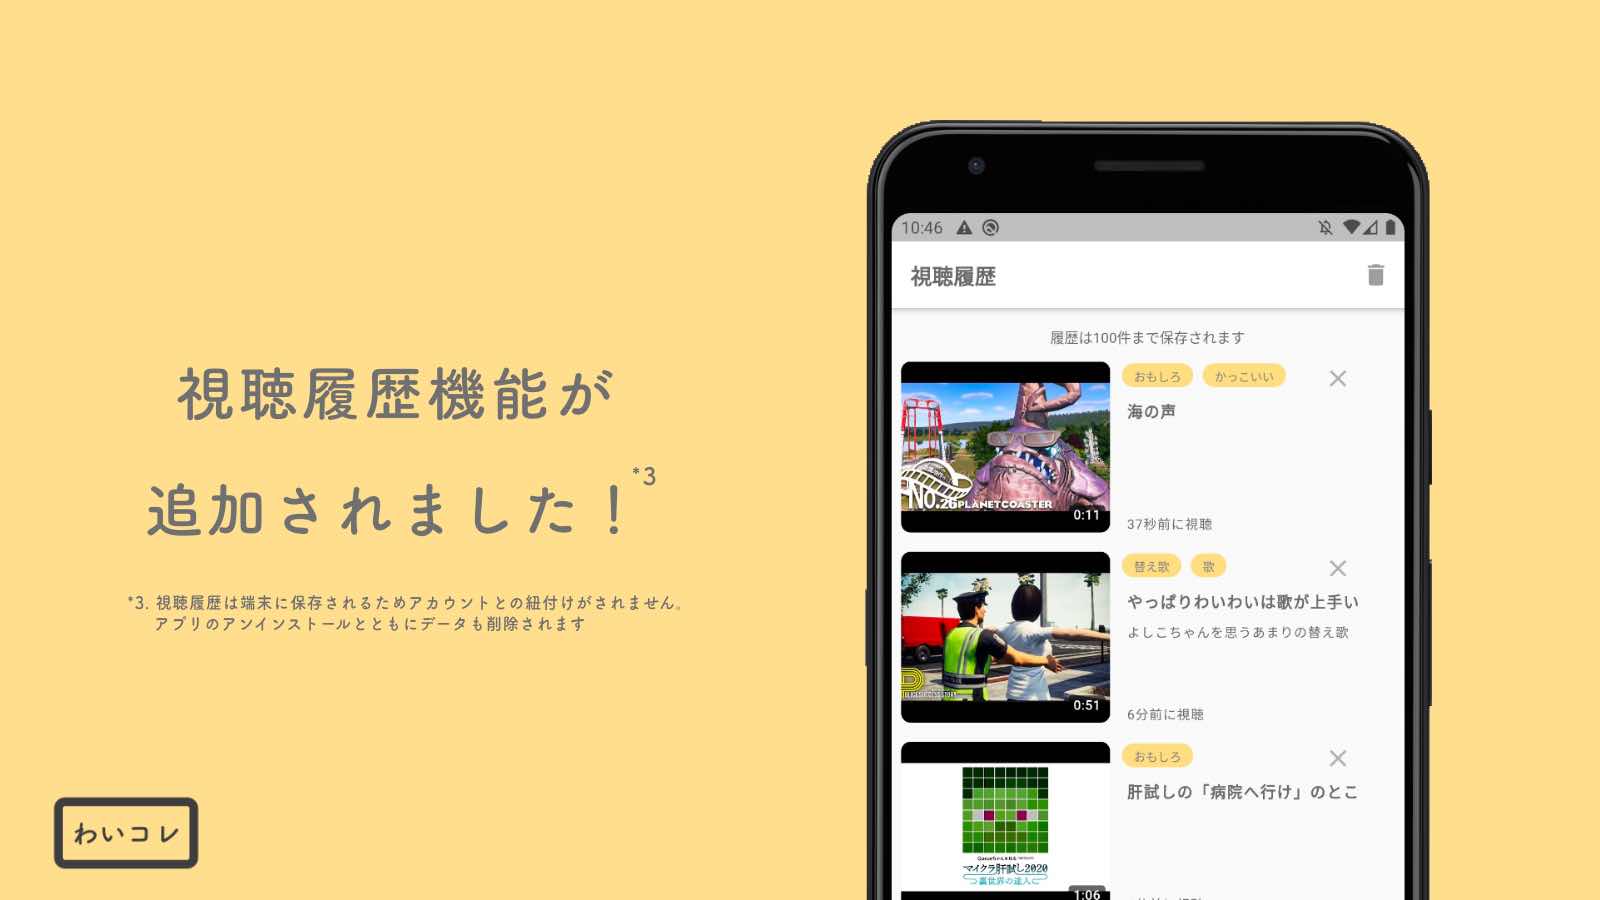 視聴履歴機能が
追加されました！*3
*3. 視聴履歴は端末に保存されるためアカウントとの紐付けがされません。
アプリのアンインストールとともにデータも削除されます
わいコレ
10:46
視聴履歴
履歴は100件まで保存されます
NO.26 PLANETCOASTER
0:11
おもしろ かっこいい
海の声
37秒前に視聴
0:51
替え歌 歌
やっぱりわいわいは歌が上手い
よしこちゃんを思うあまりの替え歌
6分前に視聴
マイクラ肝試し2020
裏世界の達人
1:06
おもしろ
肝試しの「病院へ行け」のとこ